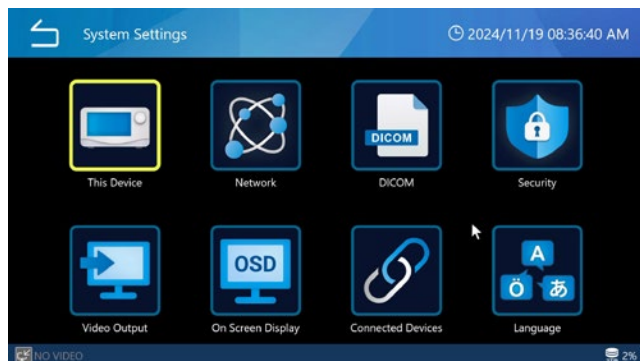 System Settings
2024/11/19 08:36:40 AM
This Device
Network
DICOM
DICOM
Security
Video Output
OSD
On Screen Display
Connected Devices
A
Ö あ
Language
NO VIDEO
2%